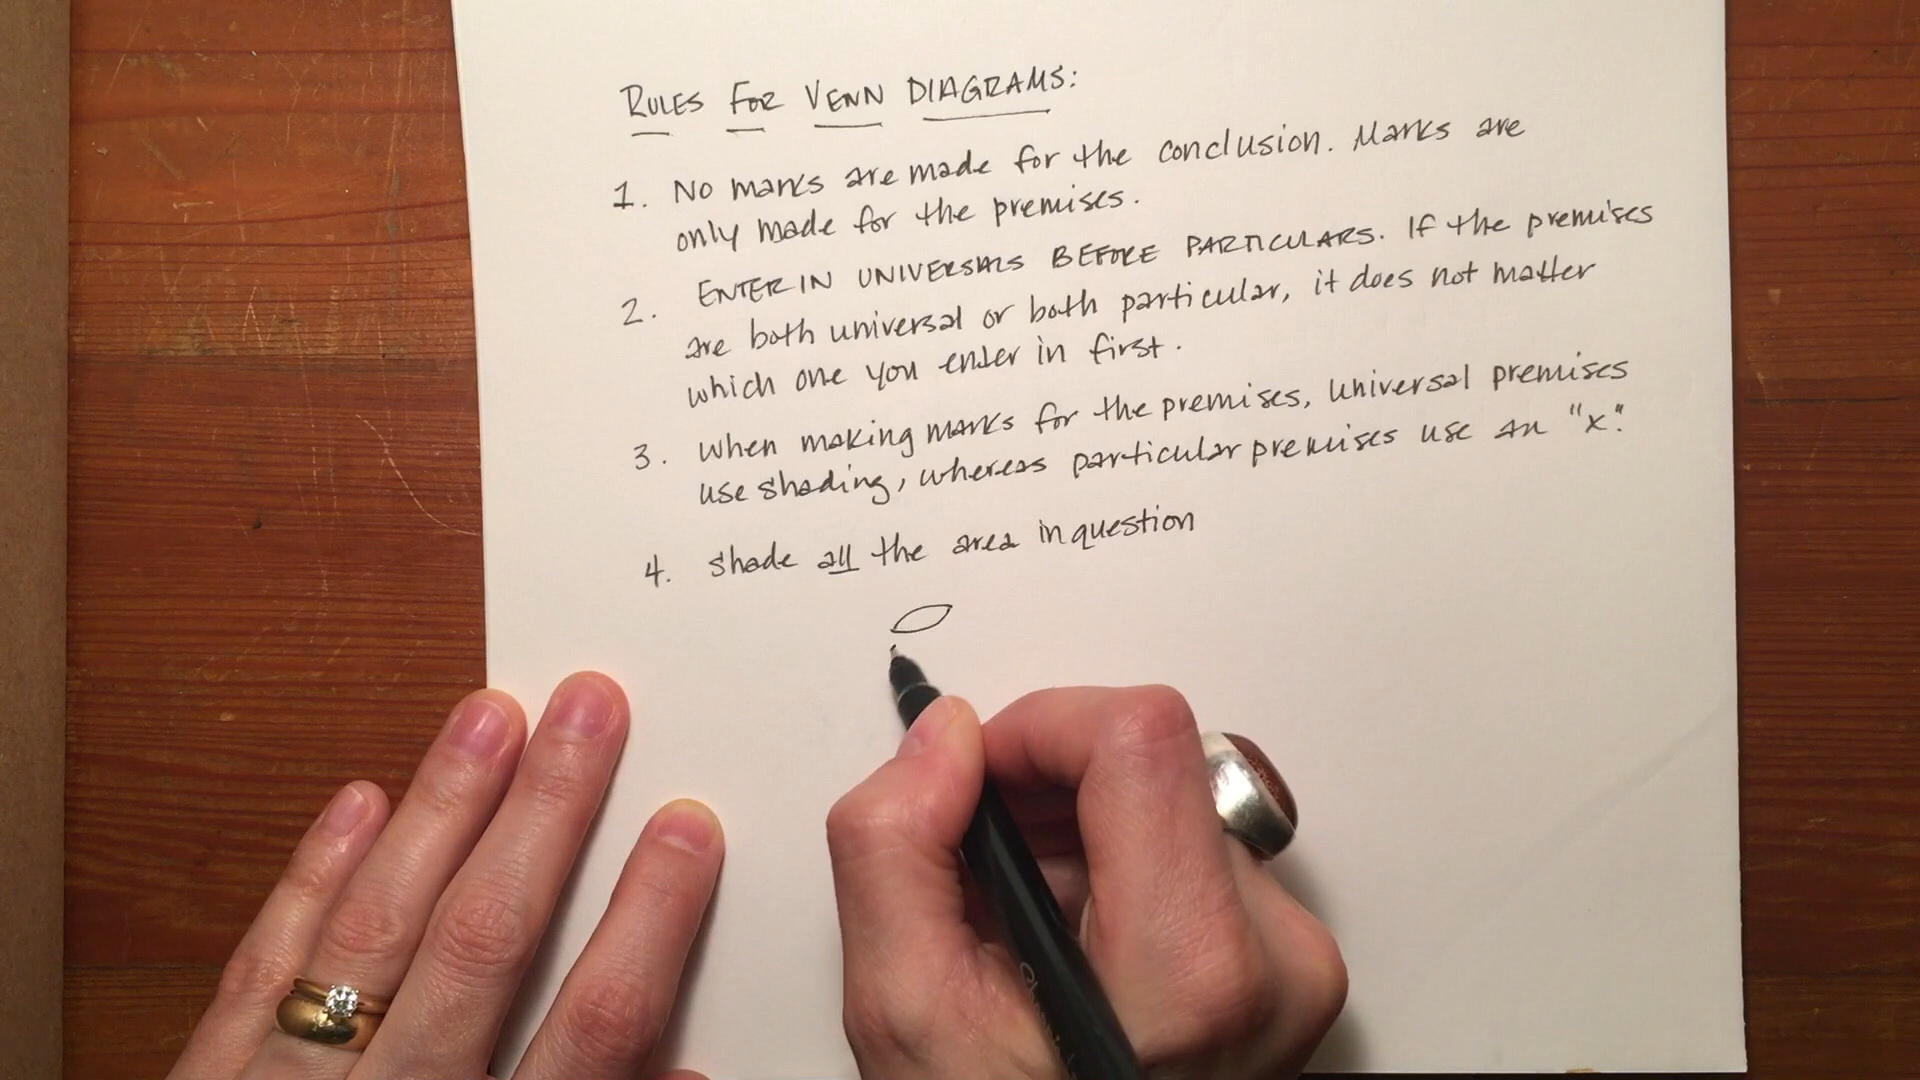 RULES FOR VENN DIAGRAMS:
1. No marks are made for the conclusion. Marks are
only made for the premises.
2. ENTER IN UNIVERSALS BEFORE PARTICULARS. If the premises
are both universal or both particular, it does not matter
which one you enter in first.
3. When making marks for the premises, universal premises
use shading, whereas particular premises use an "x."
4. shade all the area in question